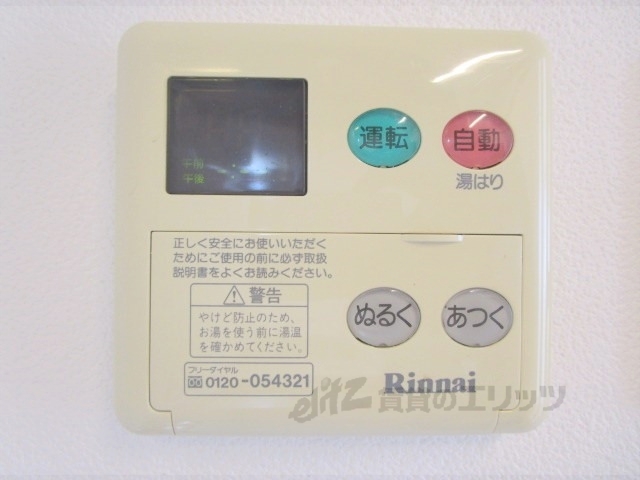 午前
午後
運転
自動
湯はり
正しく安全にお使いいただく
ためにご使用の前に必ず取扱
説明書をよくお読みください。
警告
やけど防止のため、
お湯を使う前に湯温
を確かめてください。
ぬるく
あつく
フリーダイヤル
0120-054321
Rinnai
elitz 賃貸のエリッツ